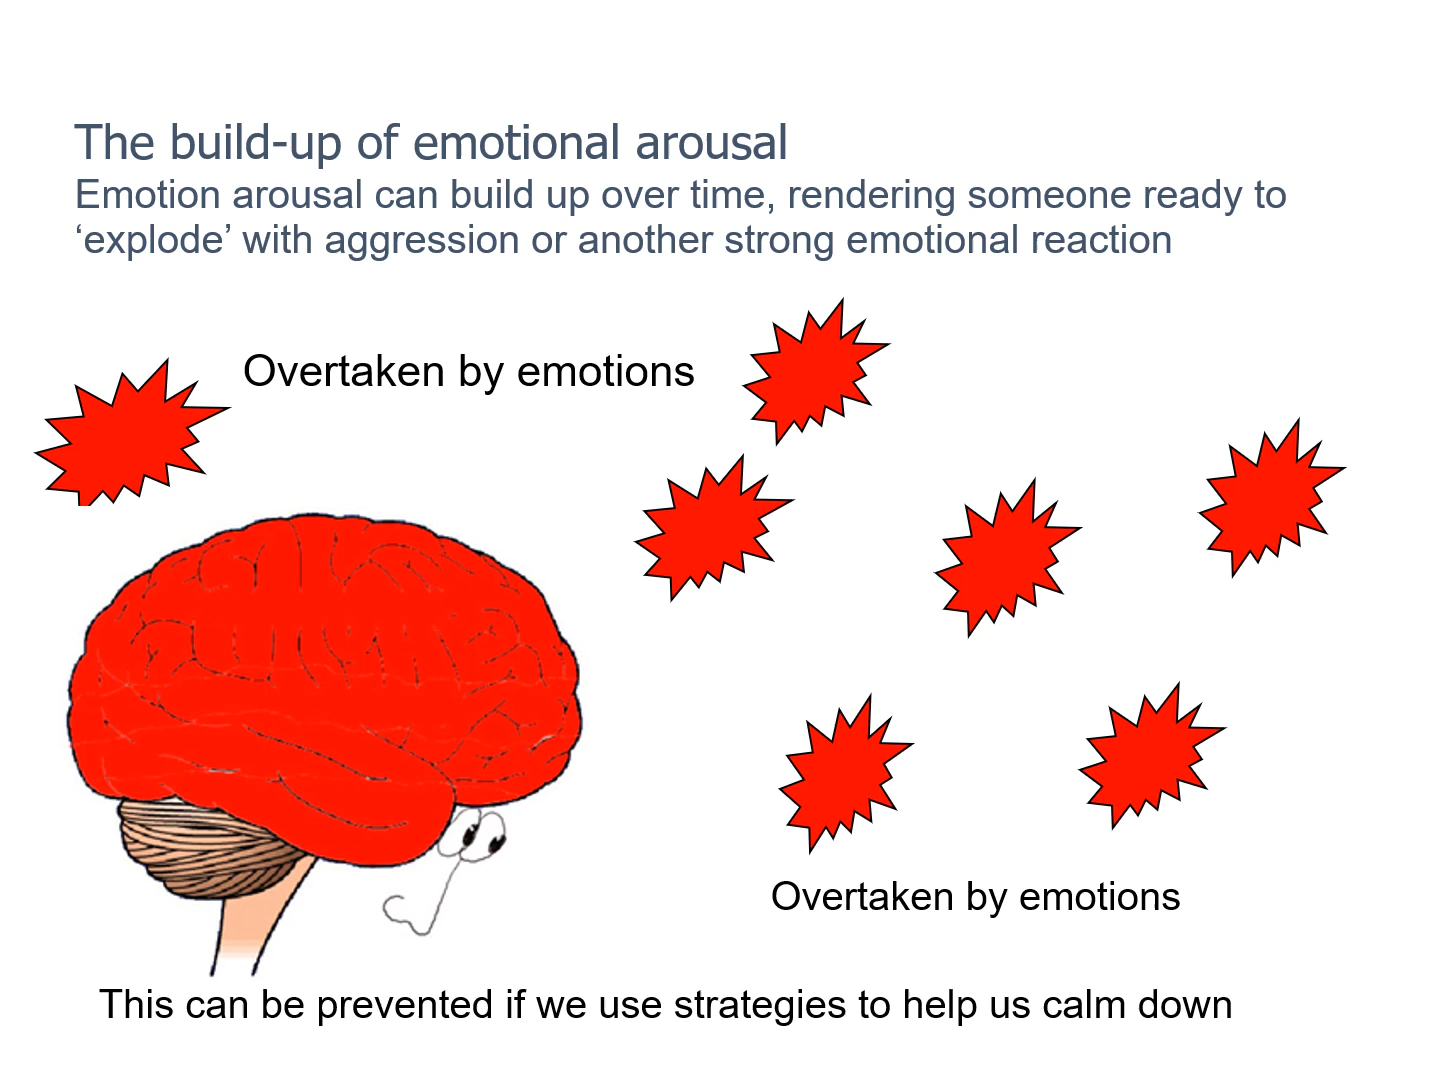 The build-up of emotional arousal
Emotion arousal can build up over time, rendering someone ready to
‘explode’ with aggression or another strong emotional reaction
Overtaken by emotions
Overtaken by emotions
This can be prevented if we use strategies to help us calm down